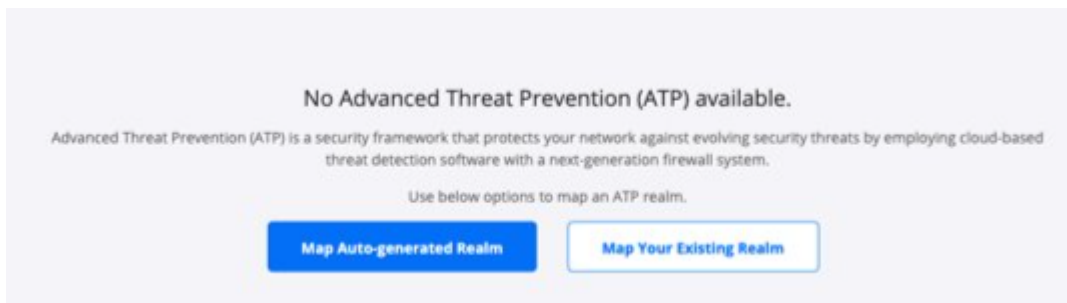 No Advanced Threat Prevention (ATP) available.
Advanced Threat Prevention (ATP) is a security framework that protects your network against evolving security threats by employing cloud-based
threat detection software with a next-generation firewall system.
Use below options to map an ATP realm.
Map Auto-generated Realm
Map Your Existing Realm